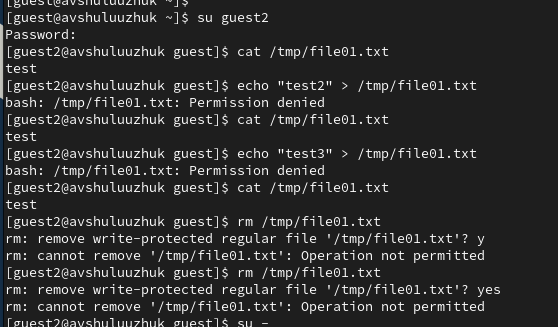 [guest@avshuluuzhuk ~]$
[guest@avshuluuzhuk ~]$ su guest2
Password:
[guest2@avshuluuzhuk guest]$ cat /tmp/file01.txt
test
[guest2@avshuluuzhuk guest]$ echo "test2" > /tmp/file01.txt
bash: /tmp/file01.txt: Permission denied
[guest2@avshuluuzhuk guest]$ cat /tmp/file01.txt
test
[guest2@avshuluuzhuk guest]$ echo "test3" > /tmp/file01.txt
bash: /tmp/file01.txt: Permission denied
[guest2@avshuluuzhuk guest]$ cat /tmp/file01.txt
test
[guest2@avshuluuzhuk guest]$ rm /tmp/file01.txt
rm: remove write-protected regular file '/tmp/file01.txt'? y
rm: cannot remove '/tmp/file01.txt': Operation not permitted
[guest2@avshuluuzhuk guest]$ rm /tmp/file01.txt
rm: remove write-protected regular file '/tmp/file01.txt'? yes
rm: cannot remove '/tmp/file01.txt': Operation not permitted
[guest2@avshuluuzhuk guest]$ su -